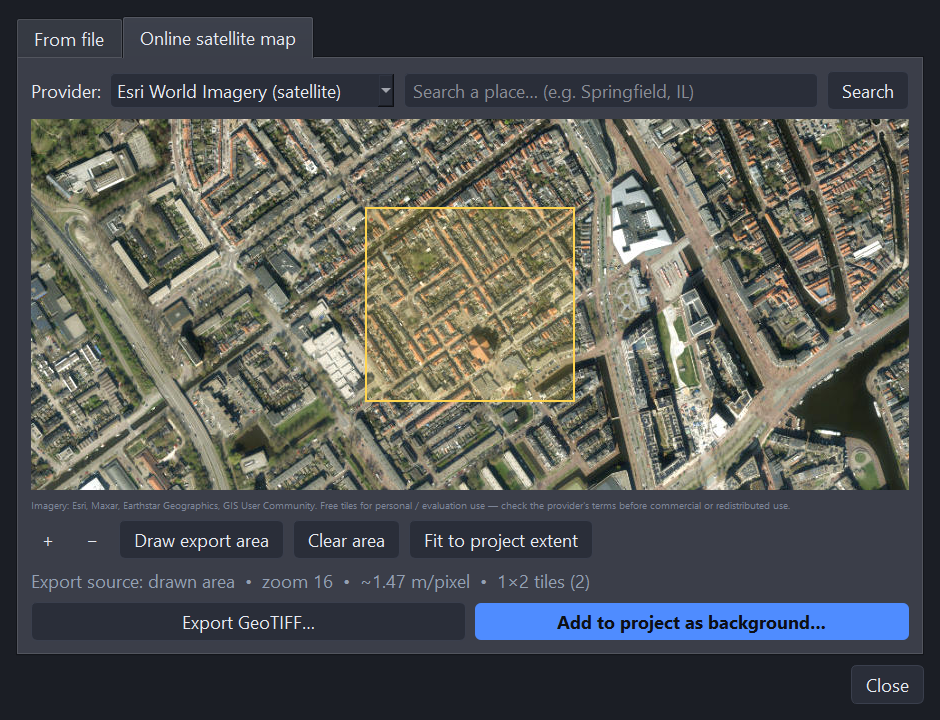 From file
Online satellite map
Provider:
Esri World Imagery (satellite)
Search a place... (e.g. Springfield, IL)
Search
Imagery: Esri, Maxar, Earthstar Geographics, GIS User Community. Free tiles for personal / evaluation use — check the provider's terms before commercial or redistributed use.
+
−
Draw export area
Clear area
Fit to project extent
Export source: drawn area • zoom 16 • ~1.47 m/pixel • 1×2 tiles (2)
Export GeoTIFF...
Add to project as background...
Close